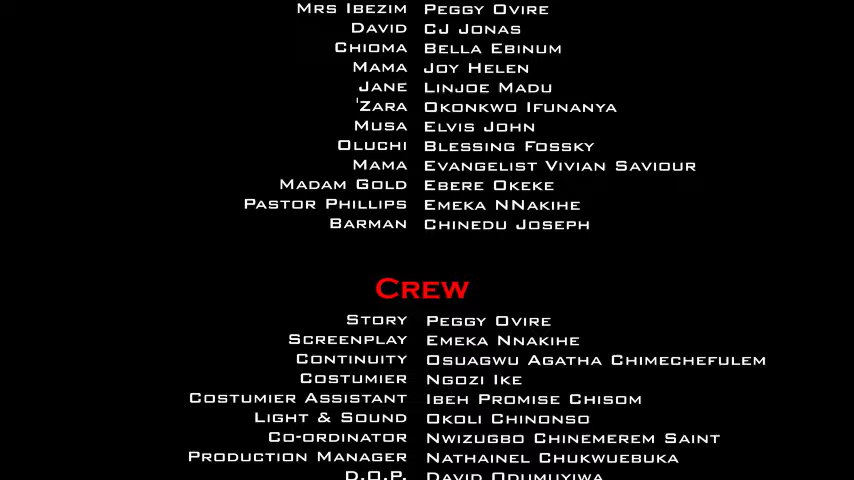 Mrs Ibezim Peggy Ovire
David CJ Jonas
Chioma Bella Ebinum
Mama Joy Helen
Jane Linjoe Madu
'Zara Okonkwo Ifunanya
Musa Elvis John
Oluchi Blessing Fossky
Mama Evangelist Vivian Saviour
Madam Gold Ebere Okeke
Pastor Phillips Emeka NNakihe
Barman Chinedu Joseph
Crew
Story Peggy Ovire
Screenplay Emeka Nnakihe
Continuity Osuagwu Agatha Chimechefulem
Costumier Ngozi Ike
Costumier Assistant Ibeh Promise Chisom
Light & Sound Okoli Chinonso
Co-ordinator Nwizugbo Chinemerem Saint
Production Manager Nathainel Chukwuebuka
D.O.P. David Odumuyiwa